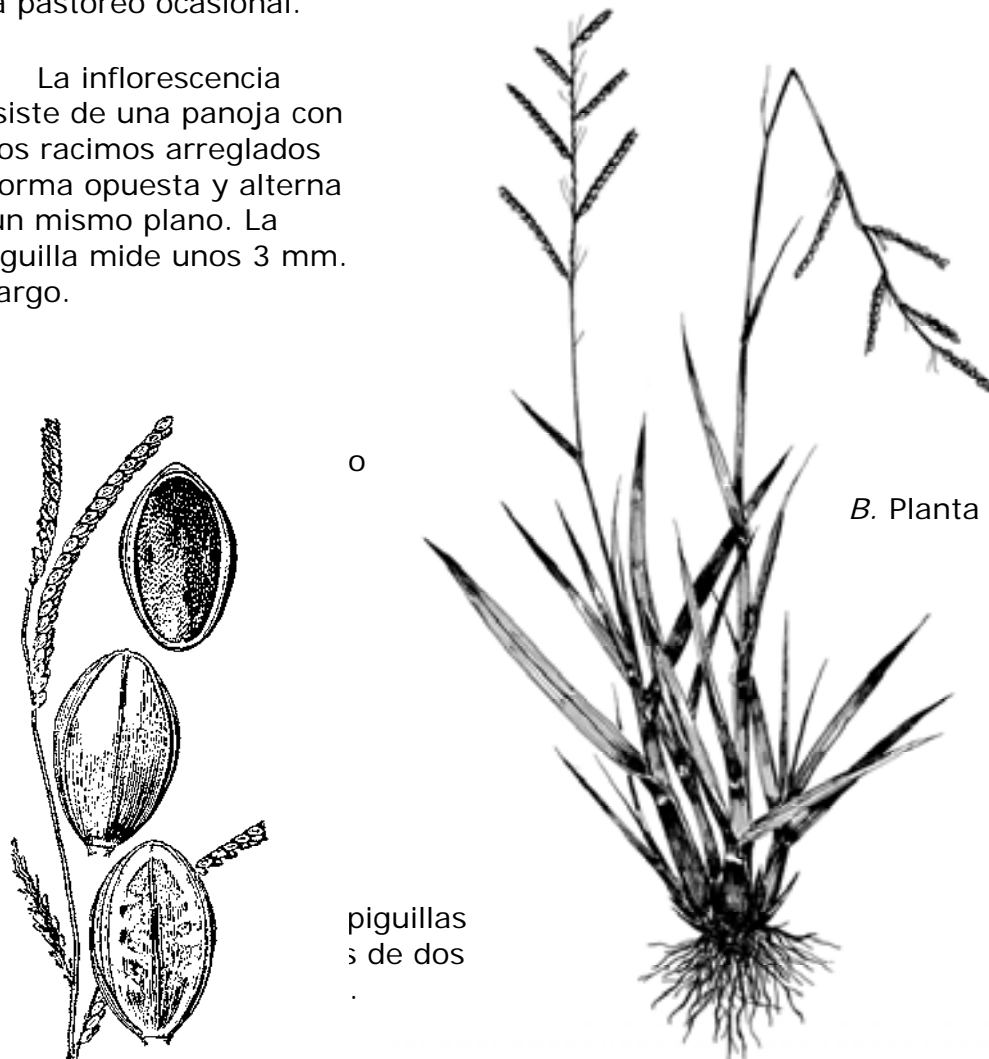 a pastoreo ocasional.
La inflorescencia
siste de una panoja con
os racimos arreglados
orma opuesta y alterna
un mismo plano. La
guilla mide unos 3 mm.
argo.
o
B. Planta
piguillas
s de dos
.